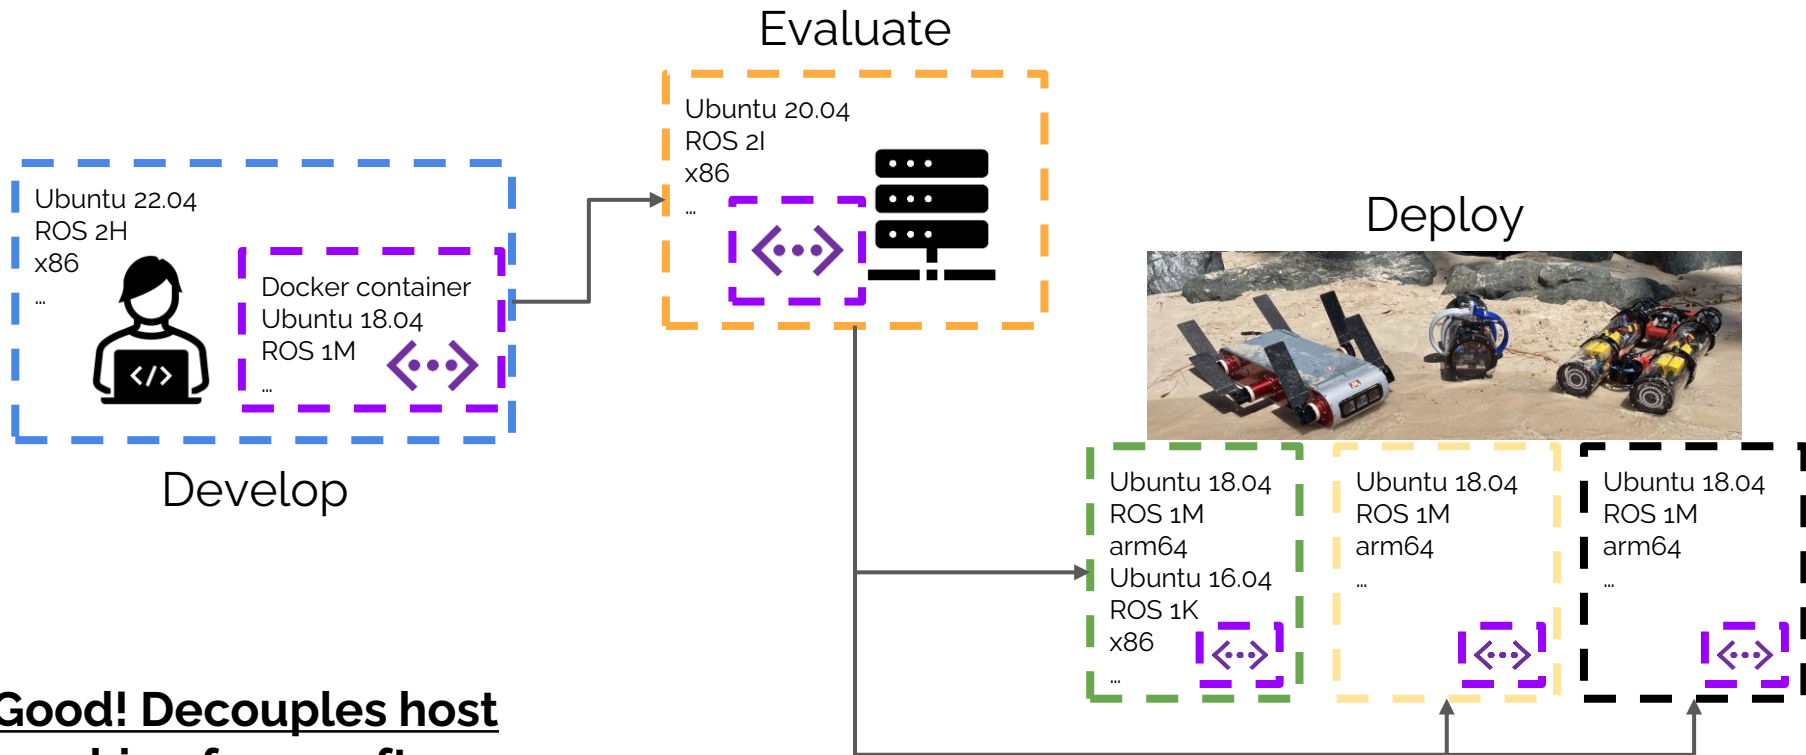 Evaluate
Ubuntu 20.04
ROS 2I
x86
...
Ubuntu 22.04
ROS 2H
x86
...
</>
Docker container
Ubuntu 18.04
ROS 1M
...
Develop
Deploy
Ubuntu 18.04
ROS 1M
arm64
Ubuntu 16.04
ROS 1K
x86
...
Ubuntu 18.04
ROS 1M
arm64
...
Ubuntu 18.04
ROS 1M
arm64
...
Good! Decouples host